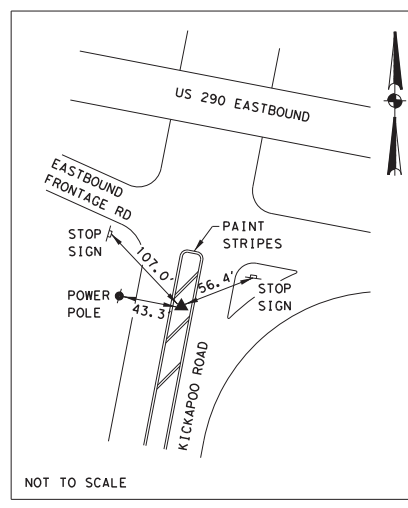 US 290 EASTBOUND
EASTBOUND
FRONTAGE RD
STOP
SIGN
107.0'
PAINT
STRIPES
56.4'
STOP
SIGN
POWER
POLE
43.3'
KICKAPOO ROAD
NOT TO SCALE